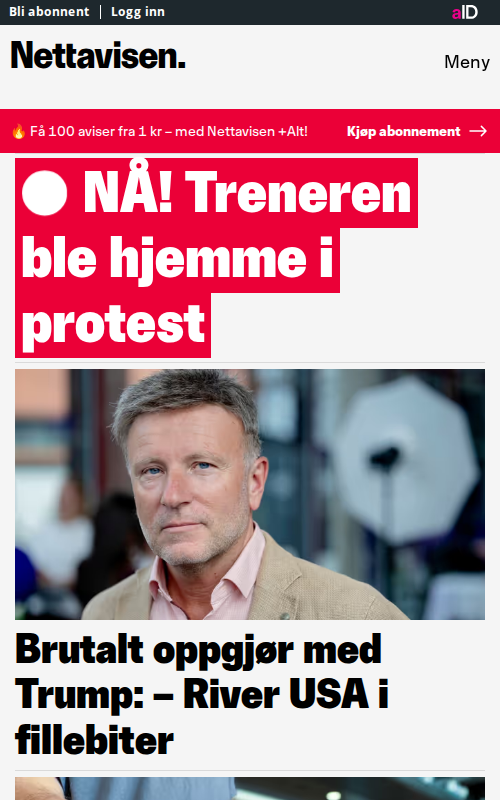 Bli abonnent | Logg inn
aID
Nettavisen.
Meny
🔥 Få 100 aviser fra 1 kr – med Nettavisen +Alt!
Kjøp abonnement →
NÅ! Treneren
ble hjemme i
protest
Brutalt oppgjør med
Trump: – River USA i
fillebiter